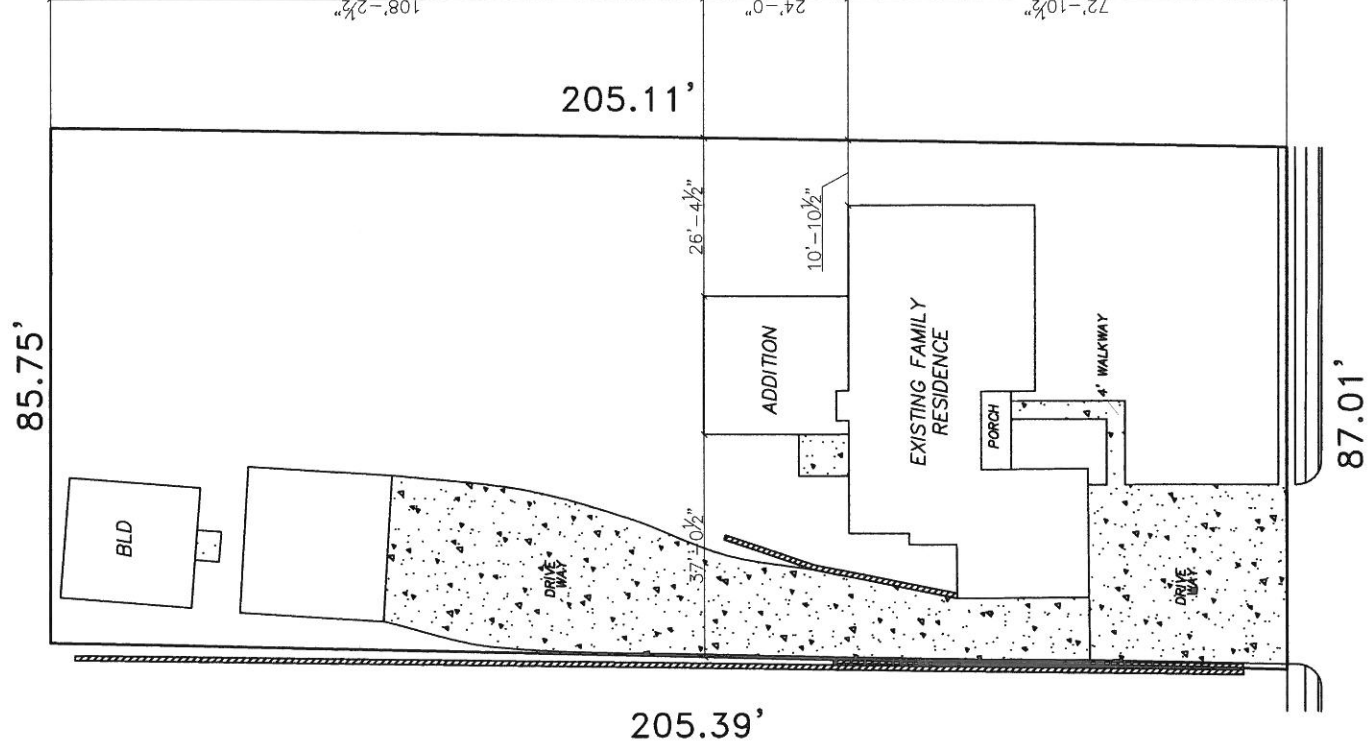 108'-2½"
24'-0"
72'-10½"
205.11'
85.75'
26'-4½"
10'-10½"
ADDITION
EXISTING FAMILY
RESIDENCE
PORCH
4' WALKWAY
BLD
37'-0½"
DRIVE
WAY
DRIVE
WAY
87.01'
205.39'